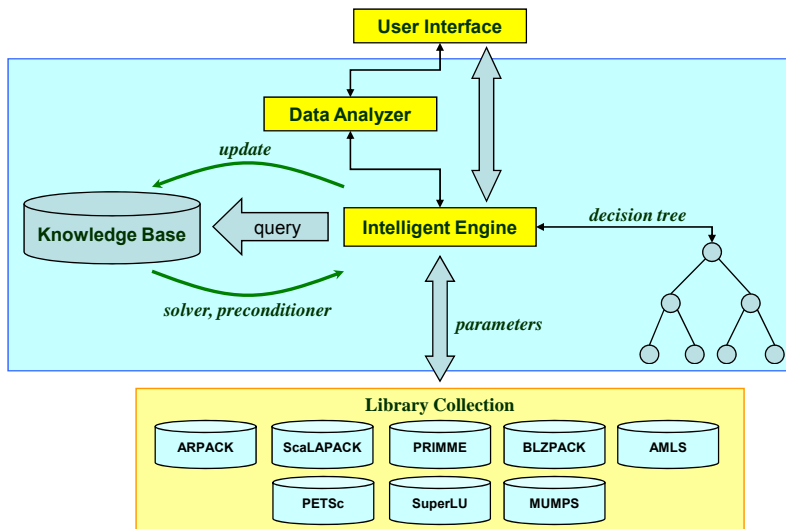 User Interface
Data Analyzer
update
Knowledge Base
query
Intelligent Engine
decision tree
solver, preconditioner
parameters
Library Collection
ARPACK
ScaLAPACK
PRIMME
BLZPACK
AMLS
PETSc
SuperLU
MUMPS